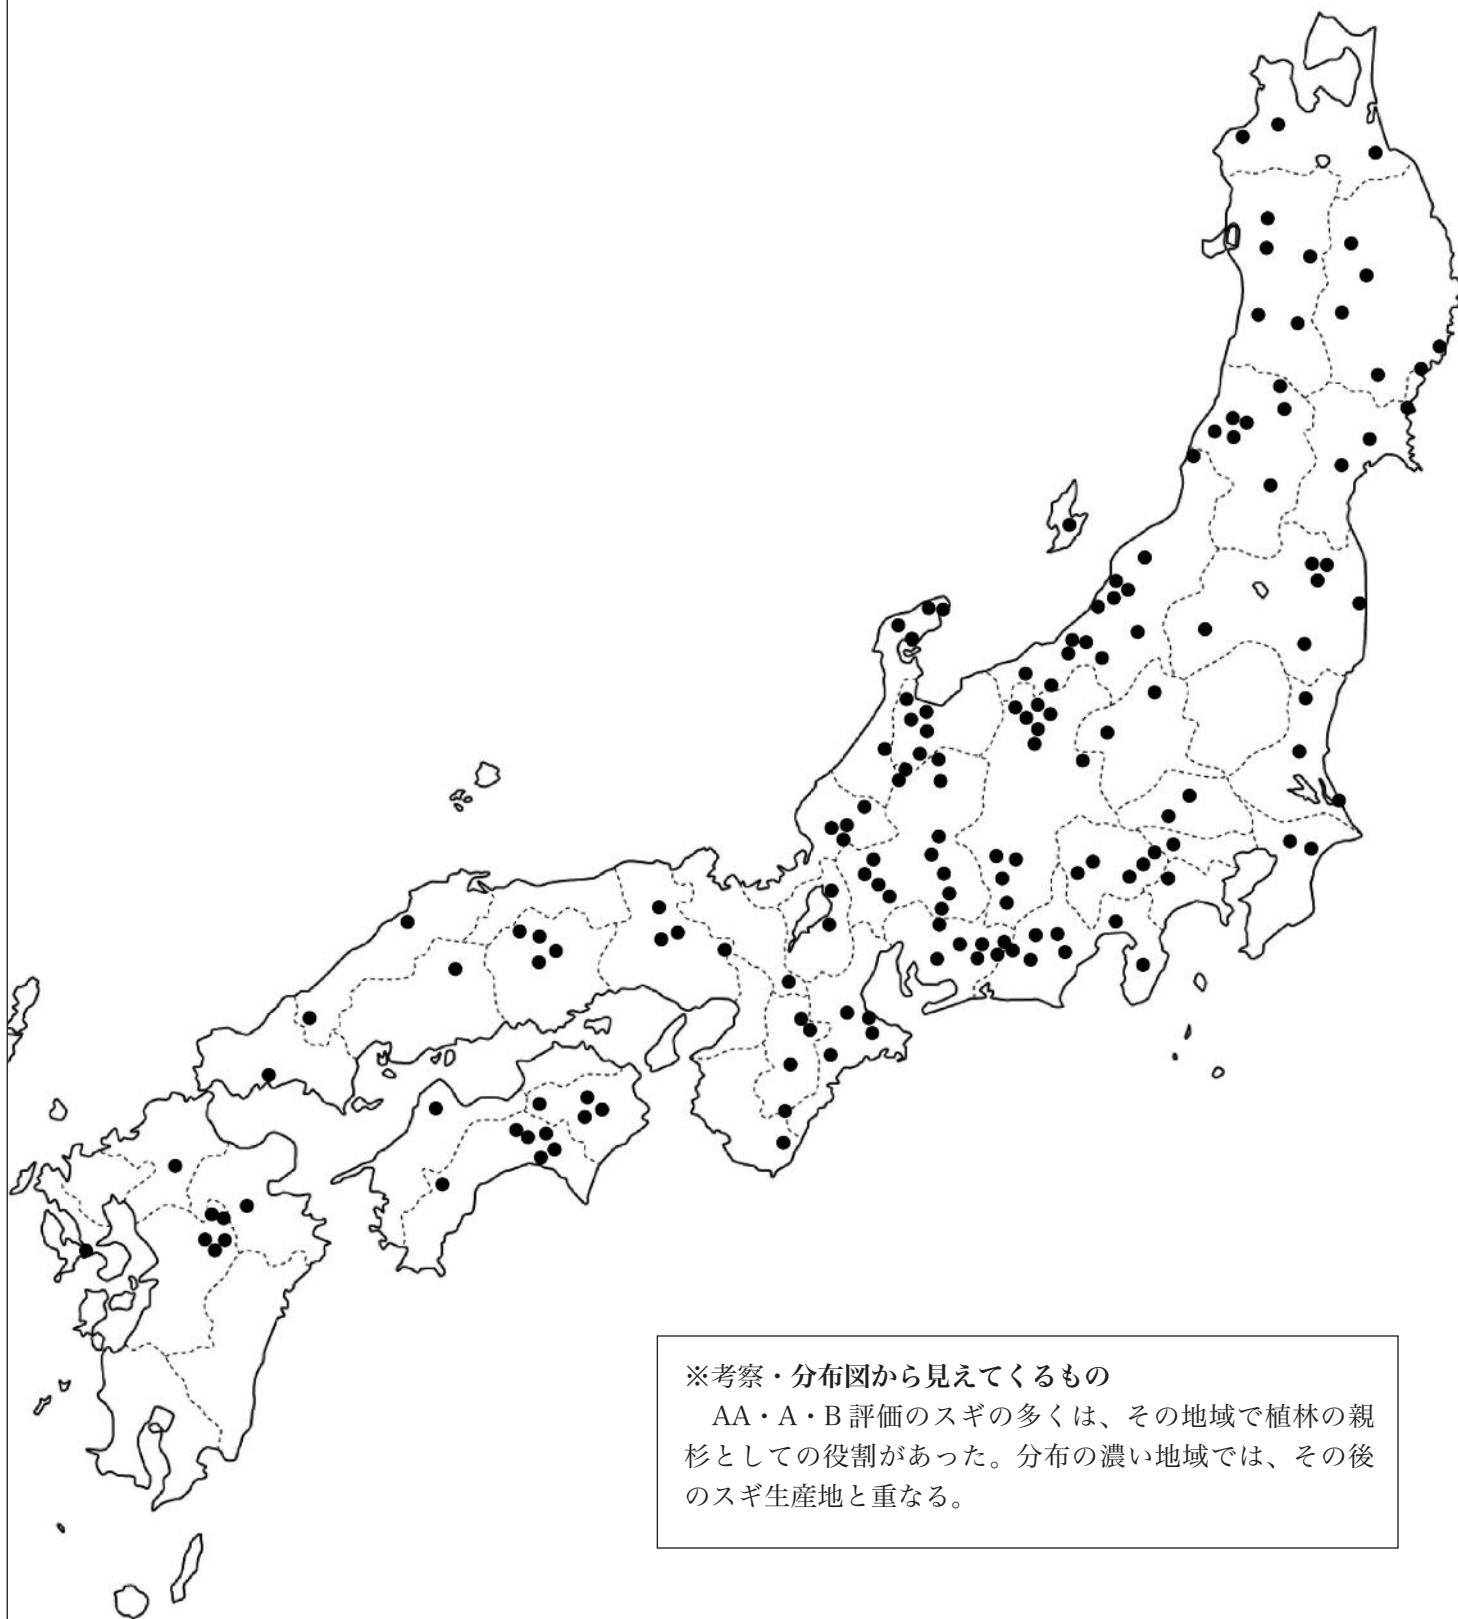 ※考察・分布図から見えてくるもの
　AA・A・B 評価のスギの多くは、その地域で植林の親
杉としての役割があった。分布の濃い地域では、その後
のスギ生産地と重なる。